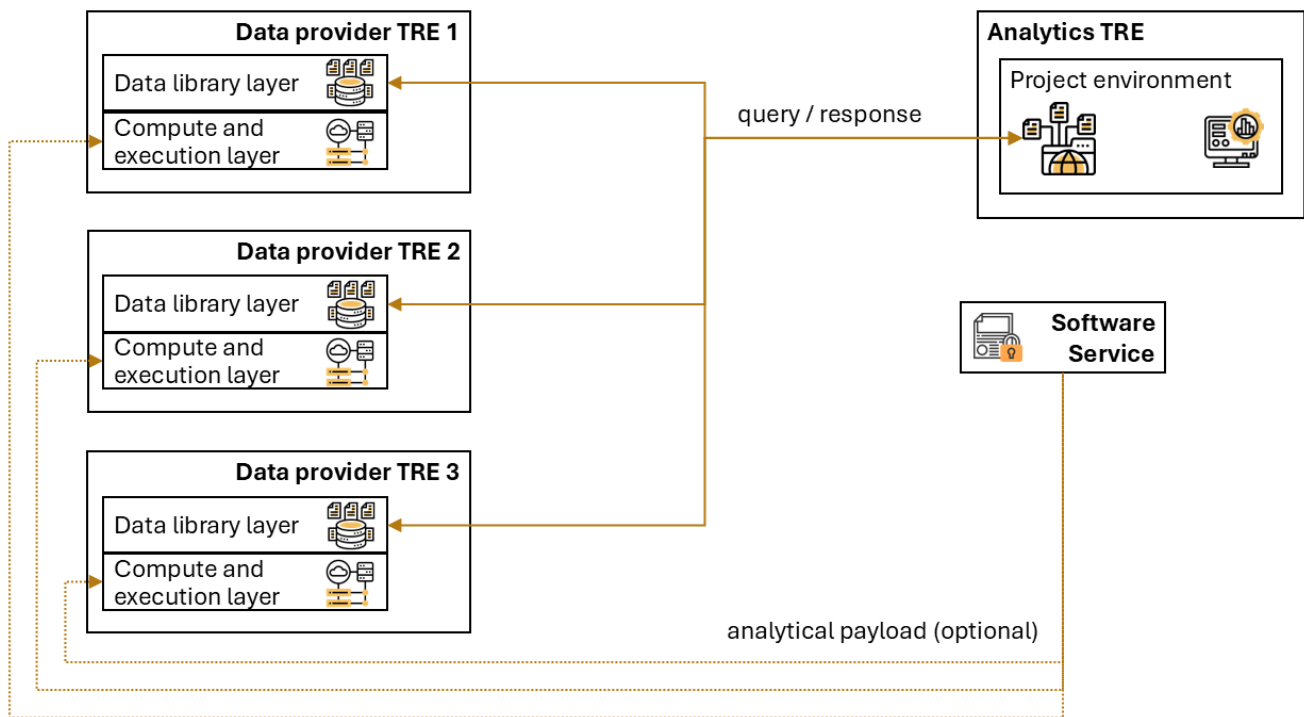 Data provider TRE 1
Data library layer
Compute and
execution layer
Data provider TRE 2
Data library layer
Compute and
execution layer
Data provider TRE 3
Data library layer
Compute and
execution layer
query / response
Analytics TRE
Project environment
Software
Service
analytical payload (optional)